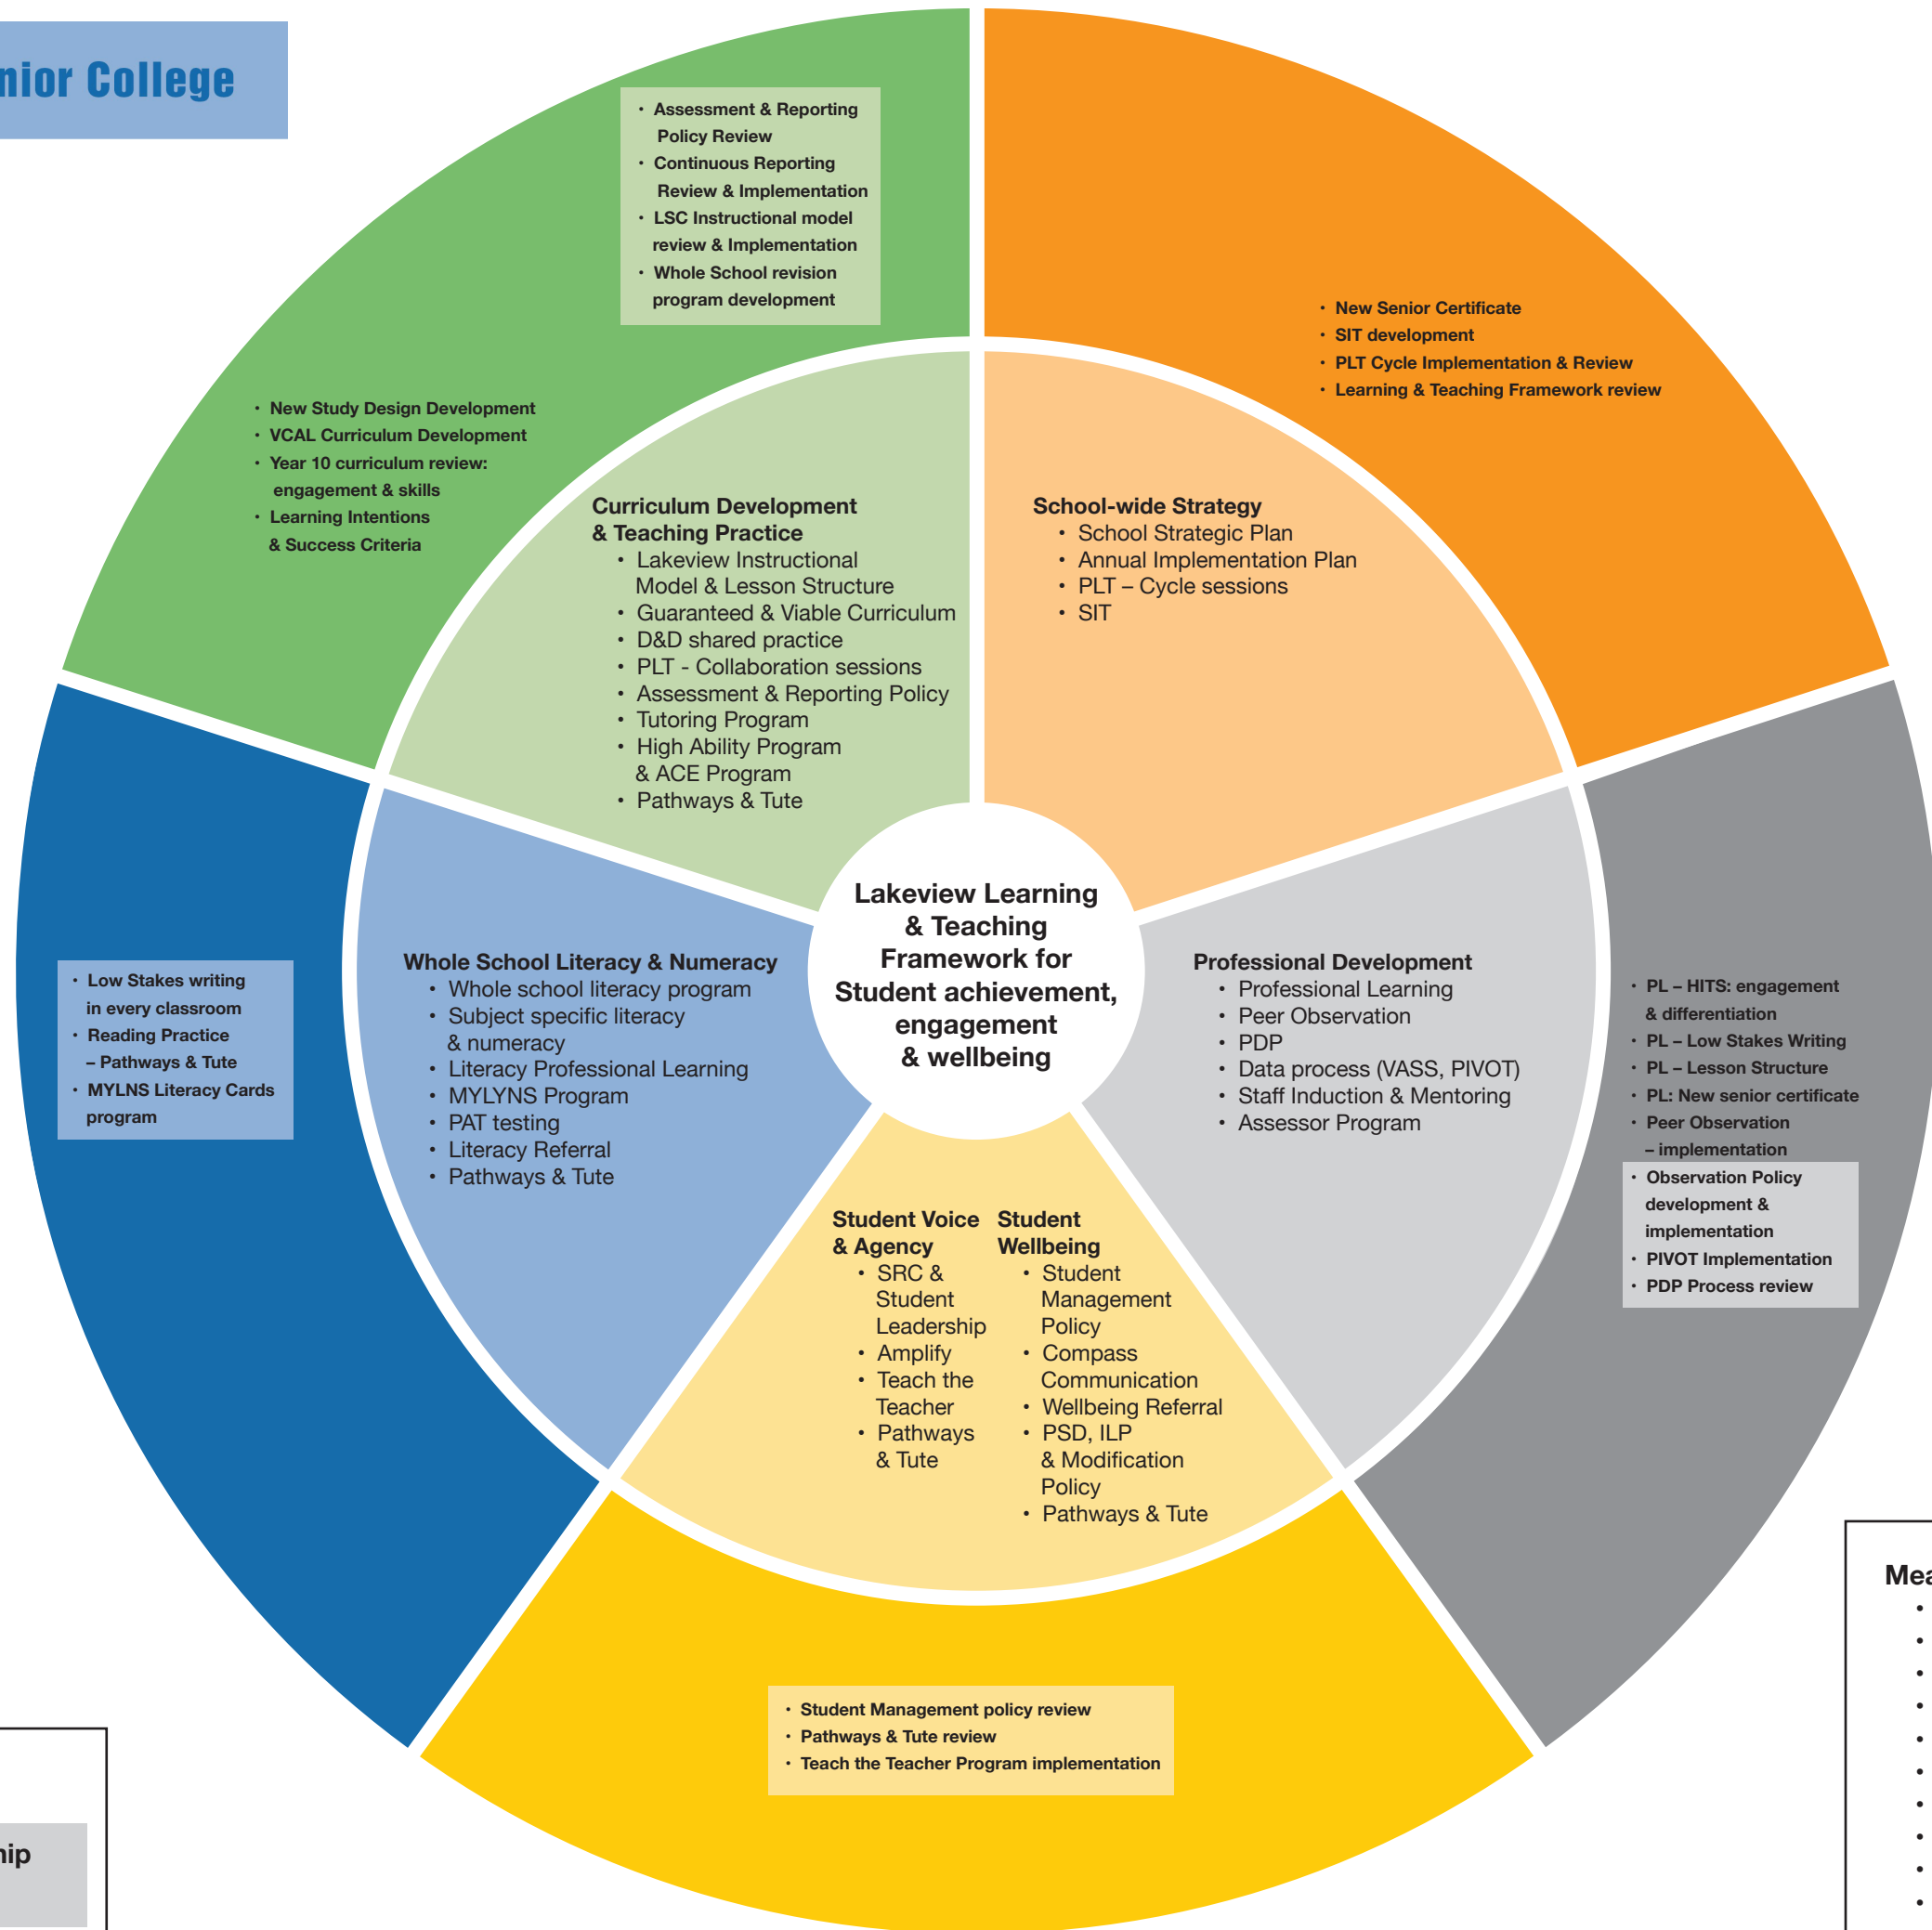 nior College
• Assessment & Reporting
Policy Review
• Continuous Reporting
Review & Implementation
• LSC Instructional model
review & Implementation
• Whole School revision
program development
• New Study Design Development
• VCAL Curriculum Development
• Year 10 curriculum review:
engagement & skills
• Learning Intentions
& Success Criteria
• New Senior Certificate
• SIT development
• PLT Cycle Implementation & Review
• Learning & Teaching Framework review
Curriculum Development
& Teaching Practice
• Lakeview Instructional
Model & Lesson Structure
• Guaranteed & Viable Curriculum
• D&D shared practice
• PLT - Collaboration sessions
• Assessment & Reporting Policy
• Tutoring Program
• High Ability Program
& ACE Program
• Pathways & Tute
School-wide Strategy
• School Strategic Plan
• Annual Implementation Plan
• PLT – Cycle sessions
• SIT
Lakeview Learning
& Teaching
Framework for
Student achievement,
engagement
& wellbeing
• Low Stakes writing
in every classroom
• Reading Practice
– Pathways & Tute
• MYLNS Literacy Cards
program
Whole School Literacy & Numeracy
• Whole school literacy program
• Subject specific literacy
& numeracy
• Literacy Professional Learning
• MYLYNS Program
• PAT testing
• Literacy Referral
• Pathways & Tute
Professional Development
• Professional Learning
• Peer Observation
• PDP
• Data process (VASS, PIVOT)
• Staff Induction & Mentoring
• Assessor Program
• PL – HITS: engagement
& differentiation
• PL – Low Stakes Writing
• PL – Lesson Structure
• PL: New senior certificate
• Peer Observation
– implementation
• Observation Policy
development &
implementation
• PIVOT Implementation
• PDP Process review
Student Voice
& Agency
• SRC &
Student
Leadership
• Amplify
• Teach the
Teacher
• Pathways
& Tute
Student
Wellbeing
• Student
Management
Policy
• Compass
Communication
• Wellbeing Referral
• PSD, ILP
& Modification
Policy
• Pathways & Tute
• Student Management policy review
• Pathways & Tute review
• Teach the Teacher Program implementation
Mea
•
•
•
•
•
•
•
•
•
•
ip